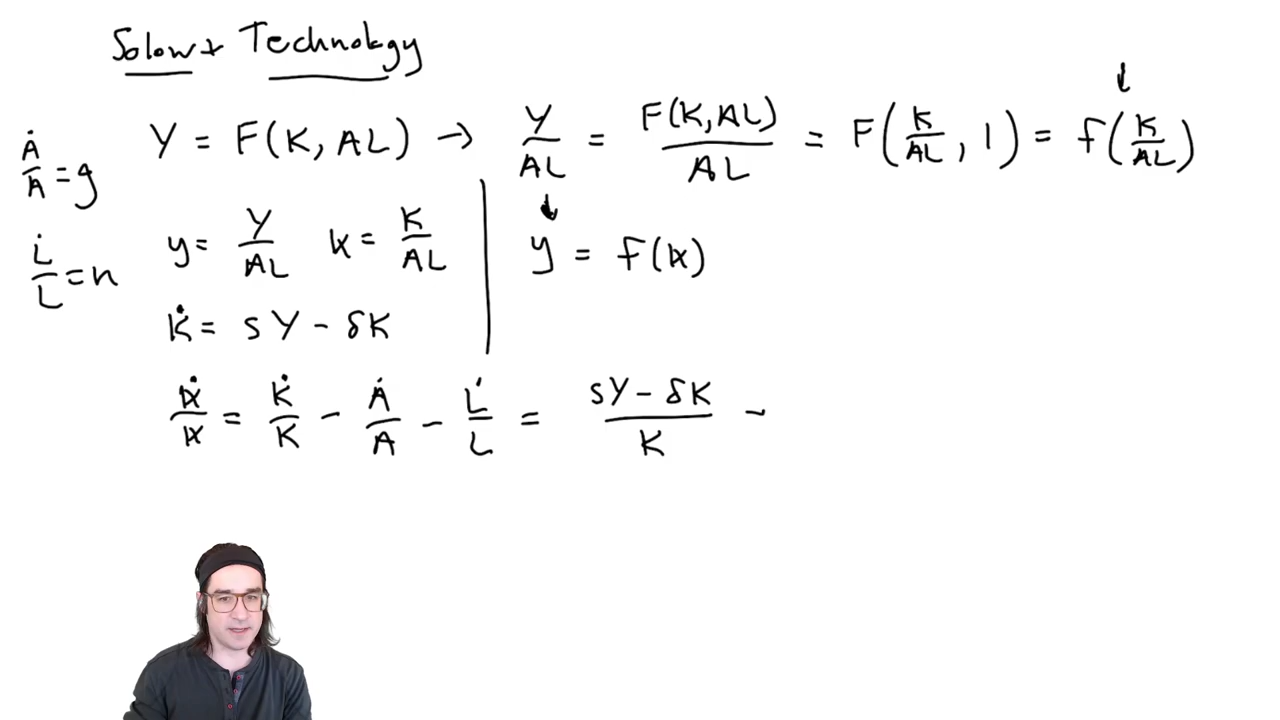 Solow + Technology
Ȧ/A = g
Y = F(K, AL) → Y/AL = F(K, AL)/AL = F(K/AL, 1) = f(K/AL)
L̇/L = n
y = Y/AL k = K/AL
y = f(k)
K̇ = sY - δK
k̇/k = K̇/K - Ȧ/A - L̇/L = (sY - δK)/K -